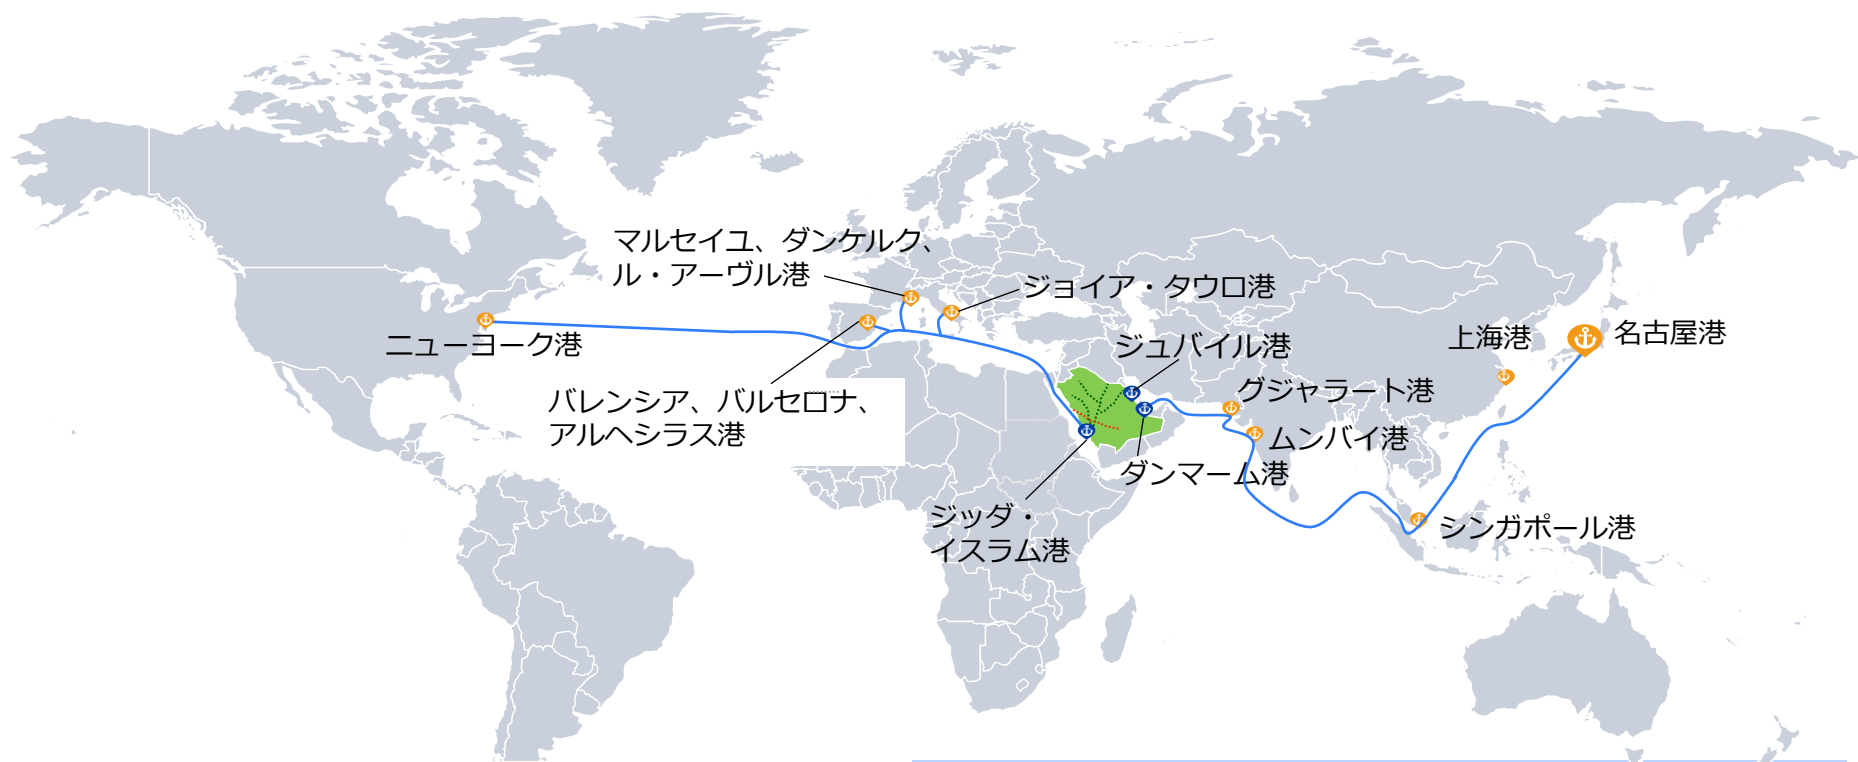 マルセイユ、ダンケルク、
ル・アーヴル港
ジョイア・タウロ港
ニューヨーク港
バレンシア、バルセロナ、
アルヘシラス港
ジュバイル港
上海港
名古屋港
グジャラート港
ムンバイ港
ダンマーム港
ジッダ・
イスラム港
シンガポール港